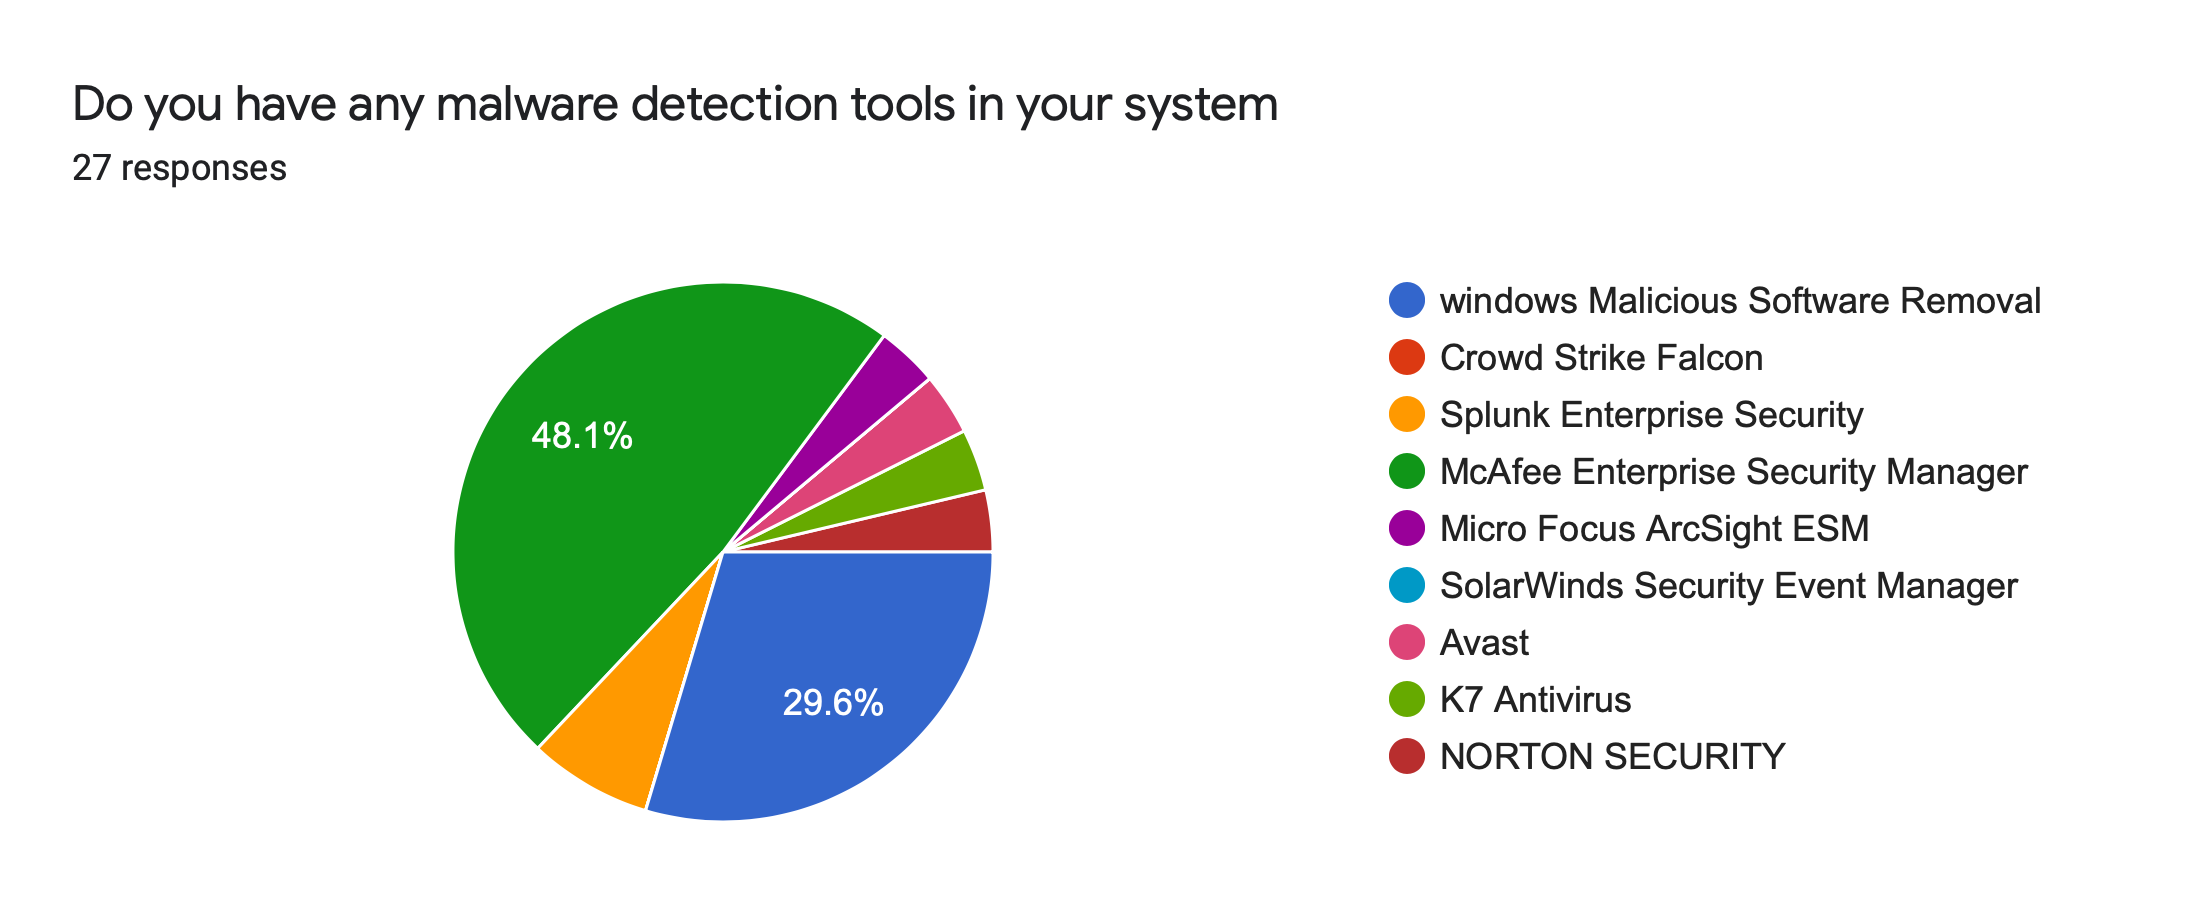 Do you have any malware detection tools in your system
27 responses
48.1%
29.6%
windows Malicious Software Removal
Crowd Strike Falcon
Splunk Enterprise Security
McAfee Enterprise Security Manager
Micro Focus ArcSight ESM
SolarWinds Security Event Manager
Avast
K7 Antivirus
NORTON SECURITY